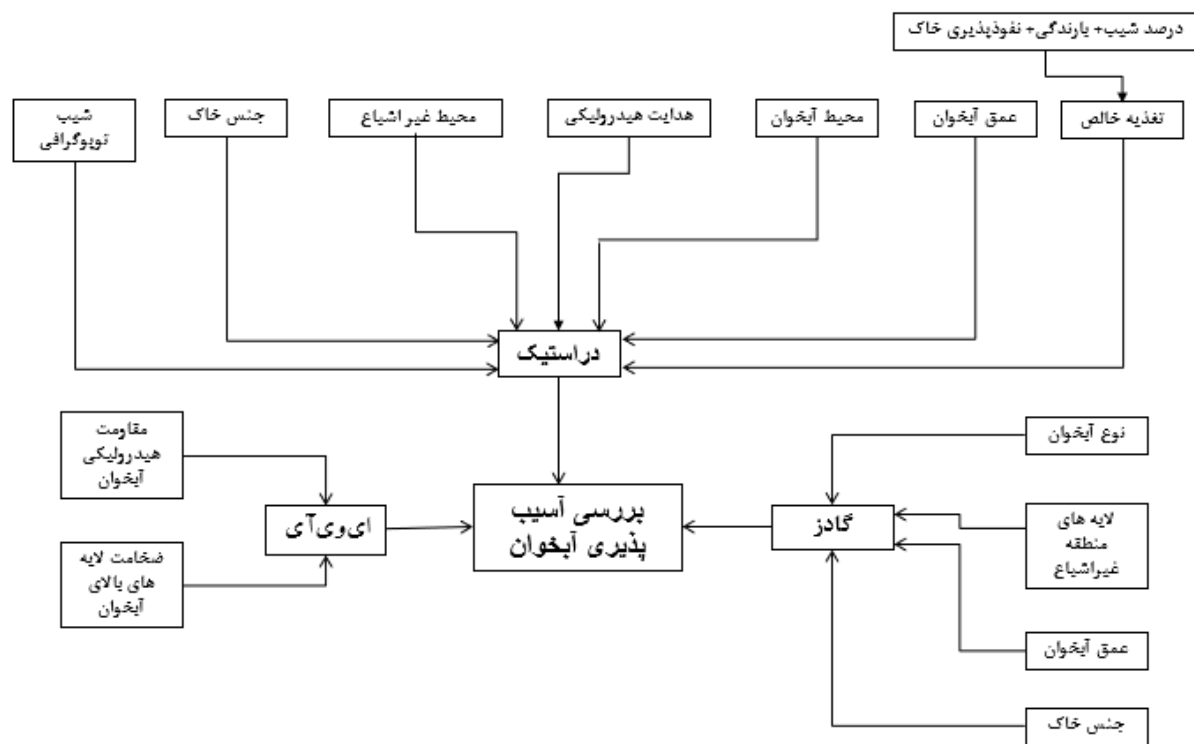 درصد شیب+ بارندگی+ نفوذپذیری خاک
تغذیه خالص
عمق آبخوان
محیط آبخوان
هدایت هیدرولیکی
محیط غیر اشباع
جنس خاک
شیب
توپوگرافی
دراستیک
نوع آبخوان
لایه های
منطقه
غیراشباع
عمق آبخوان
جنس خاک
گادز
بررسی آسیب
پذیری آبخوان
ای‌وی‌آی
مقاومت
هیدرولیکی
آبخوان
ضخامت لایه
های بالای
آبخوان